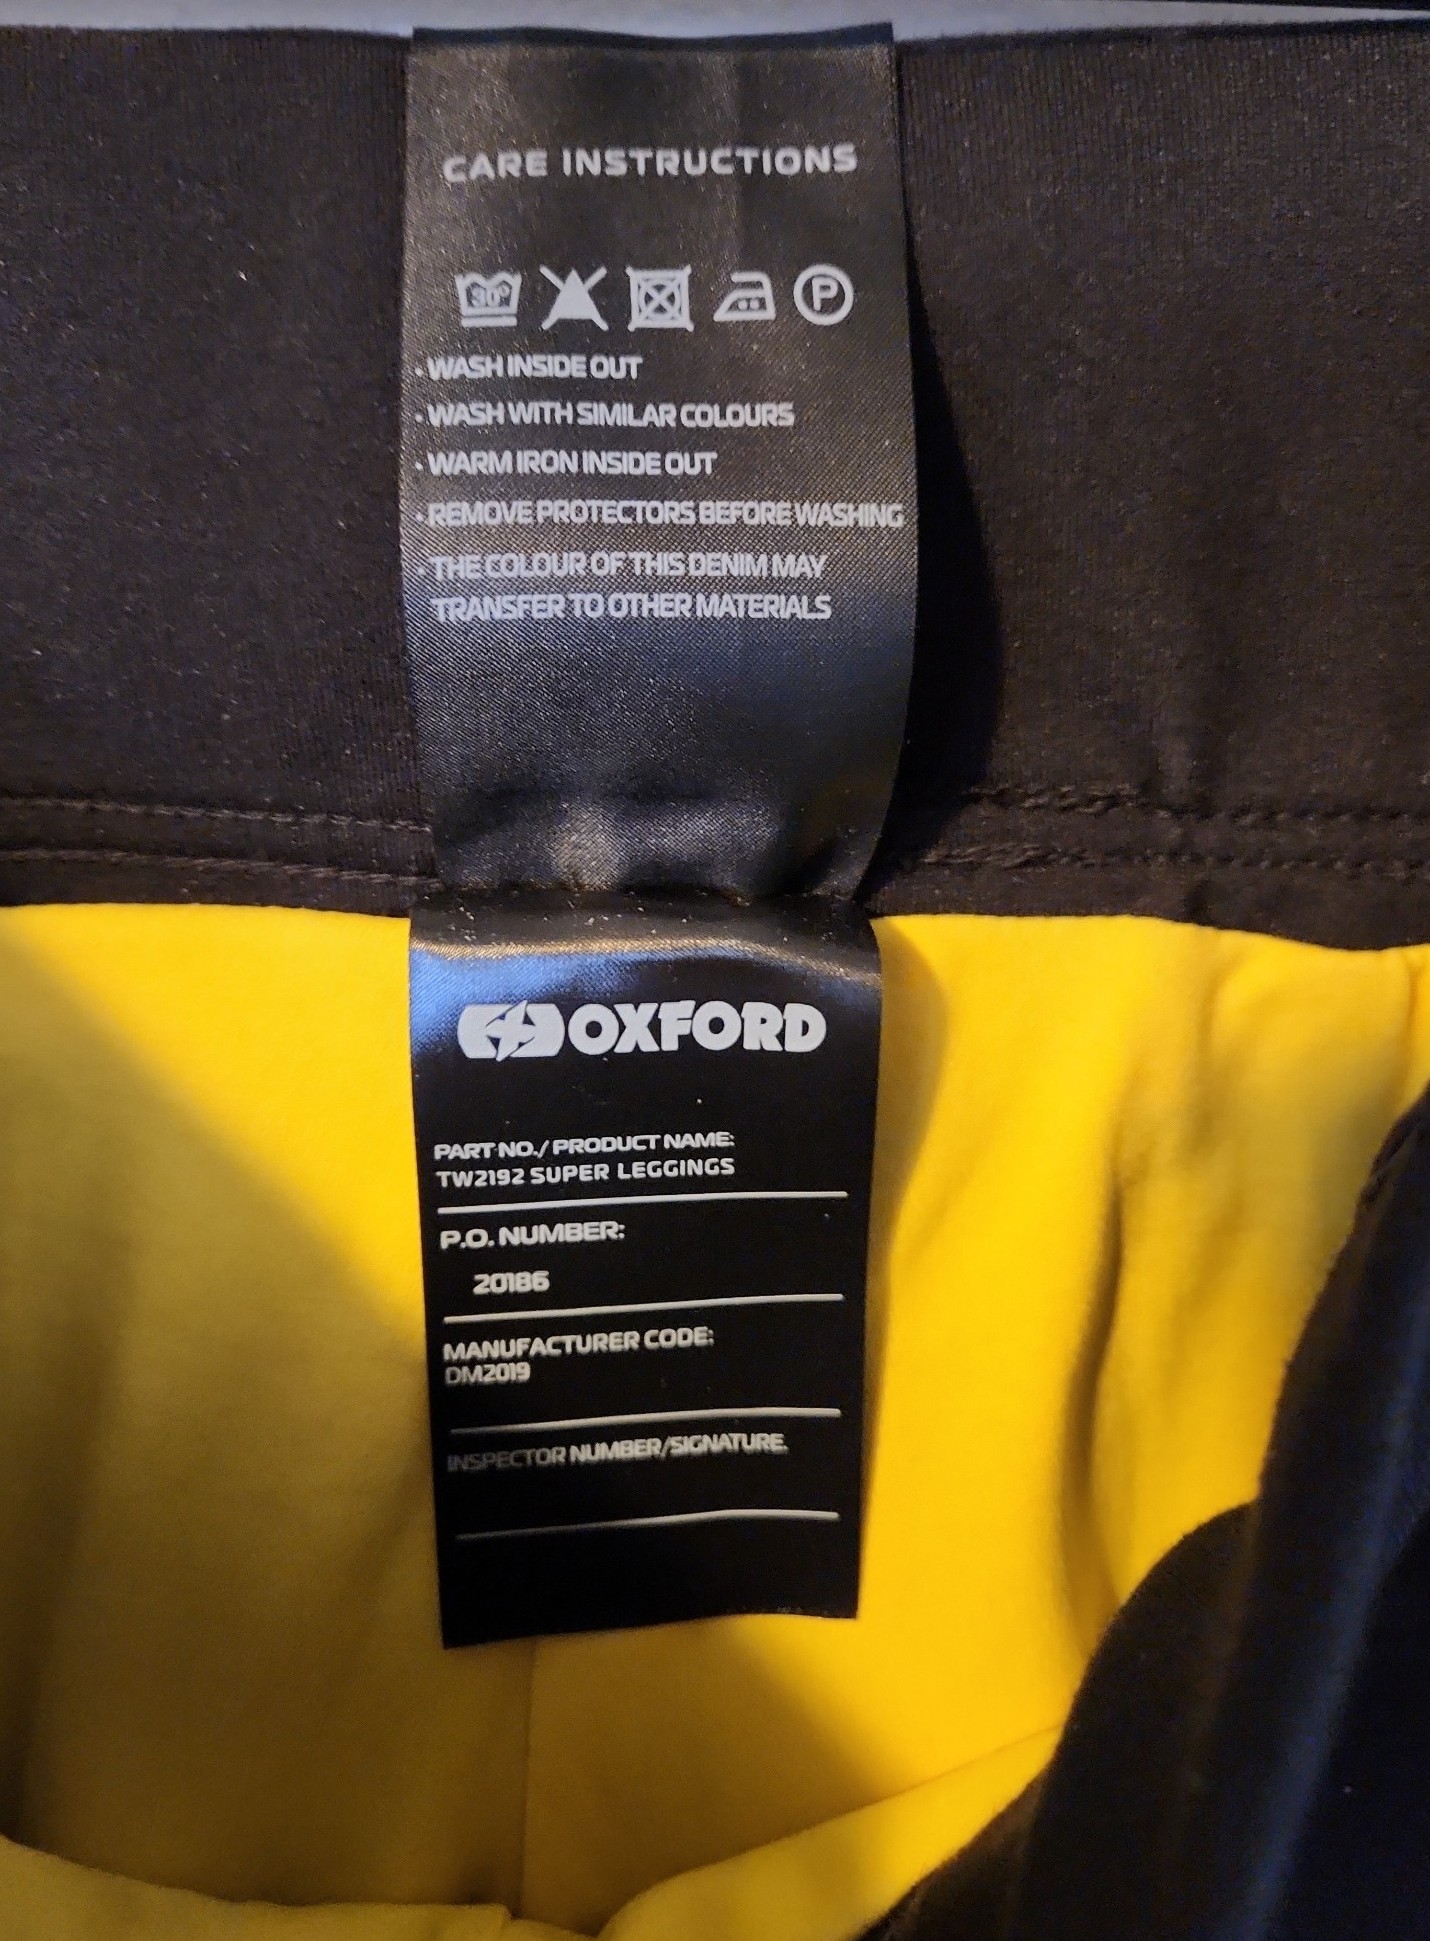 CARE INSTRUCTIONS
30°
P
· WASH INSIDE OUT
· WASH WITH SIMILAR COLOURS
· WARM IRON INSIDE OUT
· REMOVE PROTECTORS BEFORE WASHING
· THE COLOUR OF THIS DENIM MAY
TRANSFER TO OTHER MATERIALS
OXFORD
PART NO./ PRODUCT NAME:
TW2192 SUPER LEGGINGS
P.O. NUMBER:
20186
MANUFACTURER CODE:
DM2019
INSPECTOR NUMBER/SIGNATURE.